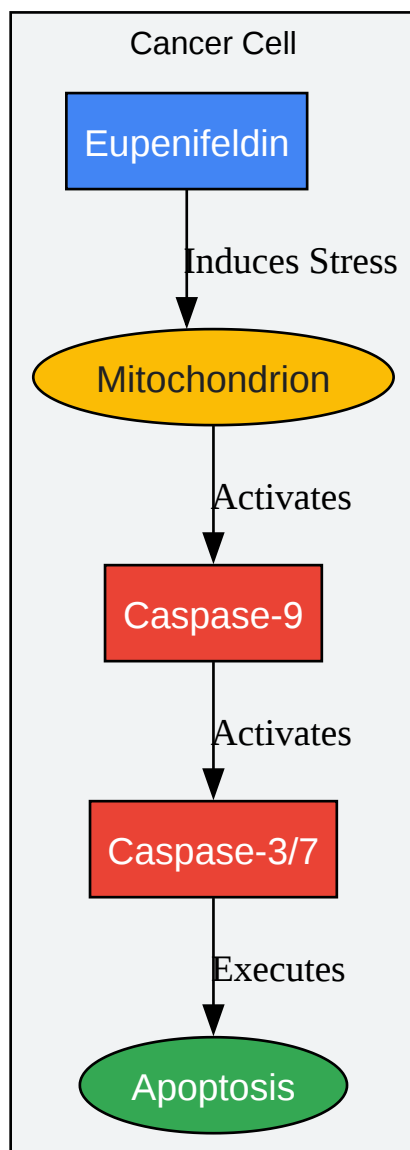 Cancer Cell
Eupenifeldin
Induces Stress
Mitochondrion
Activates
Caspase-9
Activates
Caspase-3/7
Executes
Apoptosis